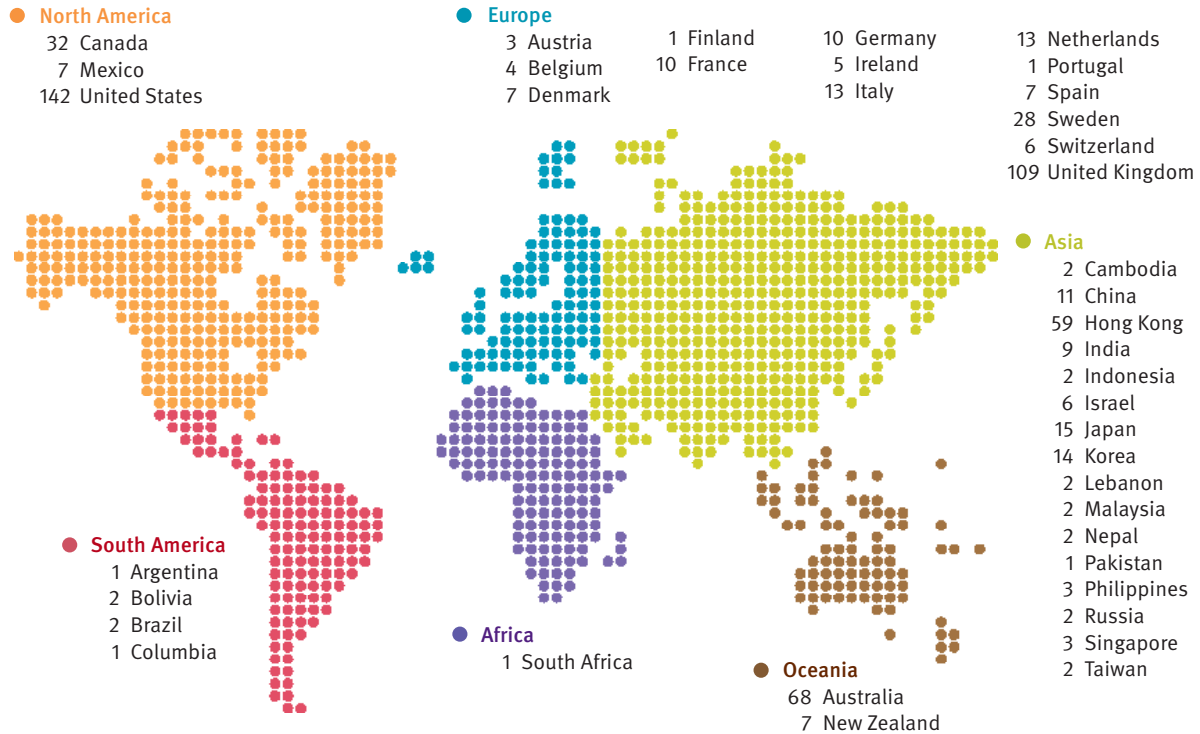 North America
32 Canada
7 Mexico
142 United States
Europe
3 Austria
4 Belgium
7 Denmark
1 Finland
10 France
10 Germany
5 Ireland
13 Italy
13 Netherlands
1 Portugal
7 Spain
28 Sweden
6 Switzerland
109 United Kingdom
Asia
2 Cambodia
11 China
59 Hong Kong
9 India
2 Indonesia
6 Israel
15 Japan
14 Korea
2 Lebanon
2 Malaysia
2 Nepal
1 Pakistan
3 Philippines
2 Russia
3 Singapore
2 Taiwan
South America
1 Argentina
2 Bolivia
2 Brazil
1 Columbia
Africa
1 South Africa
Oceania
68 Australia
7 New Zealand